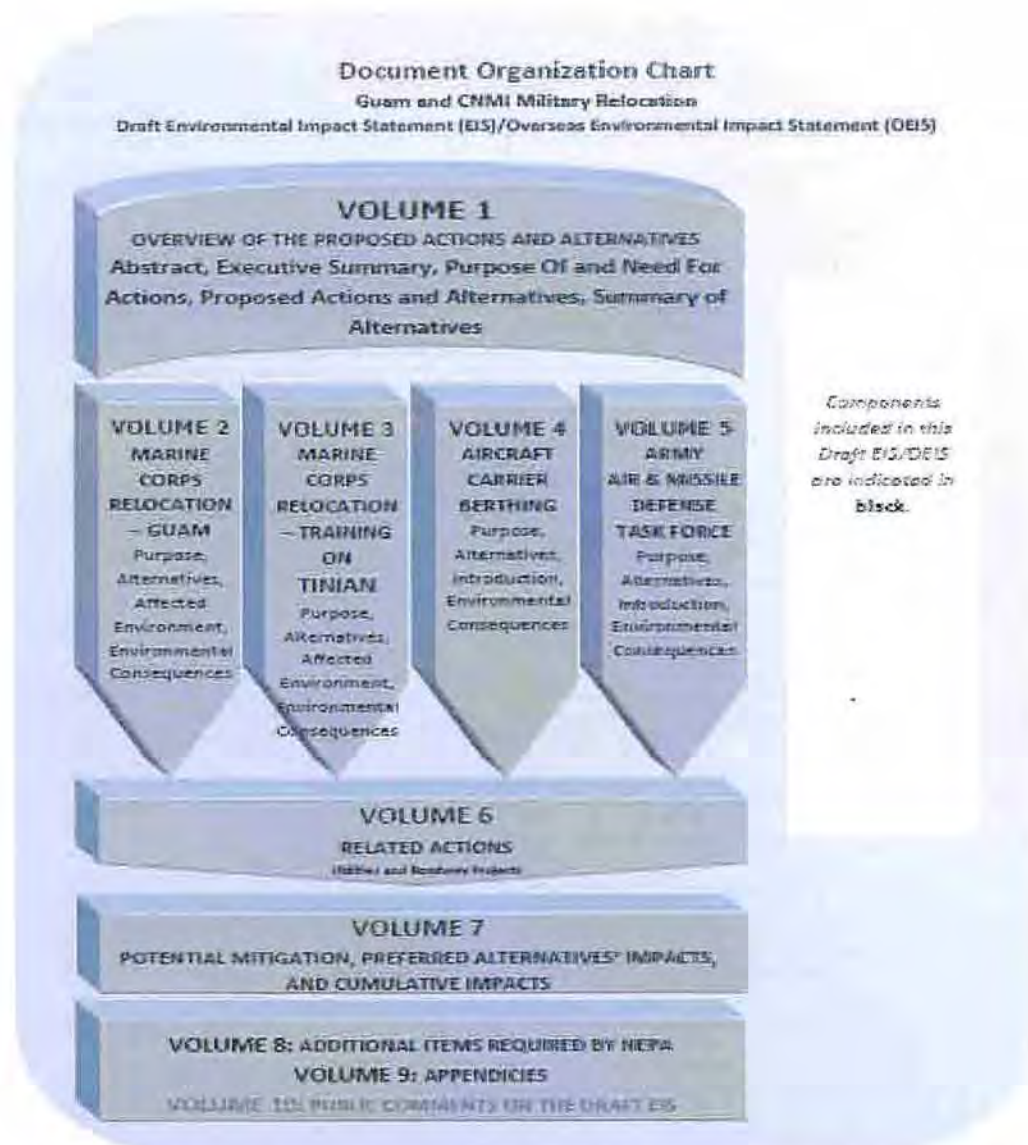 Document Organization Chart
Guam and CNMI Military Relocation
Draft Environmental Impact Statement (EIS)/Overseas Environmental Impact Statement (OEIS)
VOLUME 1
OVERVIEW OF THE PROPOSED ACTIONS AND ALTERNATIVES
Abstract, Executive Summary, Purpose Of and Need For
Actions, Proposed Actions and Alternatives, Summary of
Alternatives
VOLUME 2
MARINE
CORPS
RELOCATION
– GUAM
Purpose,
Alternatives,
Affected
Environment,
Environmental
Consequences
VOLUME 3
MARINE
CORPS
RELOCATION
– TRAINING
ON
TINIAN
Purpose,
Alternatives,
Affected
Environment,
Environmental
Consequences
VOLUME 4
AIRCRAFT
CARRIER
BERTHING
Purpose,
Alternatives,
Introduction,
Environmental
Consequences
VOLUME 5
ARMY
AIR & MISSILE
DEFENSE
TASK FORCE
Purpose,
Alternatives,
Introduction,
Environmental
Consequences
Components
included in this
Draft EIS/OEIS
are indicated in
black.
VOLUME 6
RELATED ACTIONS
Utilities and Roadway Projects
VOLUME 7
POTENTIAL MITIGATION, PREFERRED ALTERNATIVES' IMPACTS,
AND CUMULATIVE IMPACTS
VOLUME 8: ADDITIONAL ITEMS REQUIRED BY NEPA
VOLUME 9: APPENDICIES
VOLUME 10: PUBLIC COMMENTS ON THE DRAFT EIS